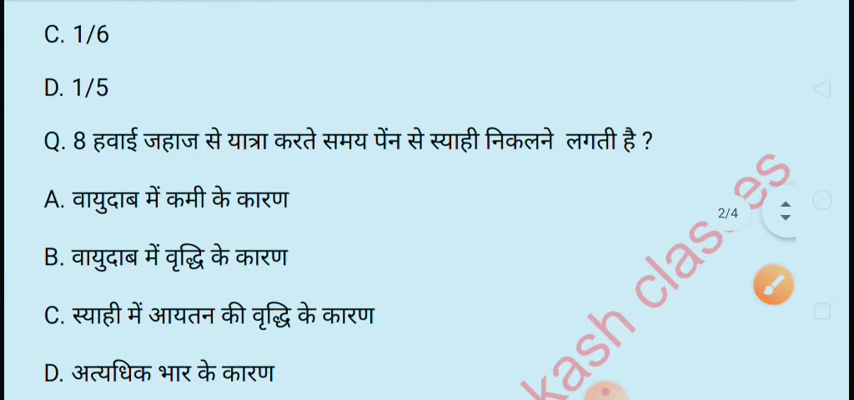 C. 1/6
D. 1/5
Q. 8 हवाई जहाज से यात्रा करते समय पेंन से स्याही निकलने लगती है ?
A. वायुदाब में कमी के कारण
2/4
B. वायुदाब में वृद्धि के कारण
C. स्याही में आयतन की वृद्धि के कारण
D. अत्यधिक भार के कारण
kash classes